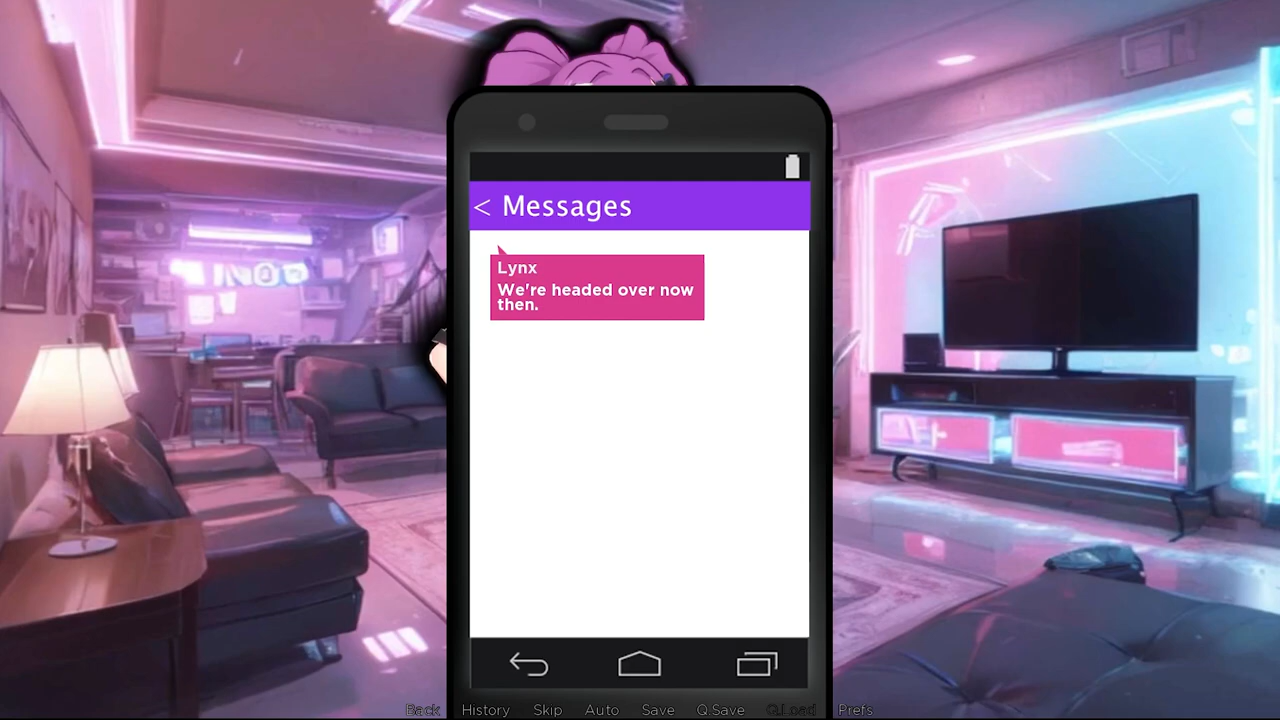 < Messages
Lynx
We're headed over now
then.
Back History Skip Auto Save Q.Save Q.Load Prefs